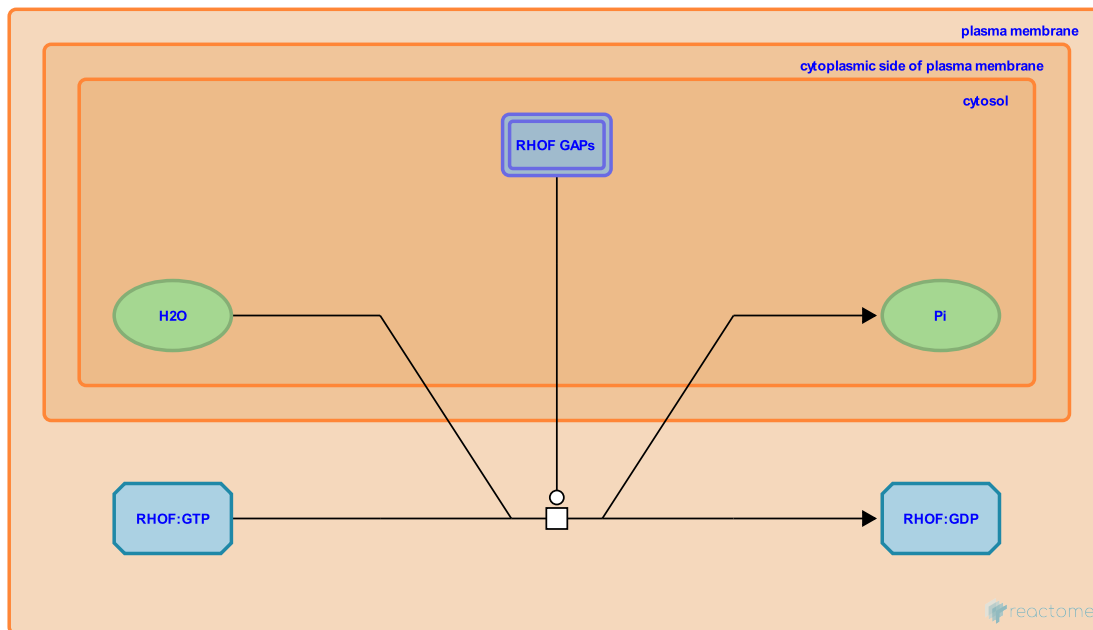 plasma membrane
cytoplasmic side of plasma membrane
cytosol
RHOF GAPs
H2O
Pi
RHOF:GTP
RHOF:GDP
reactome